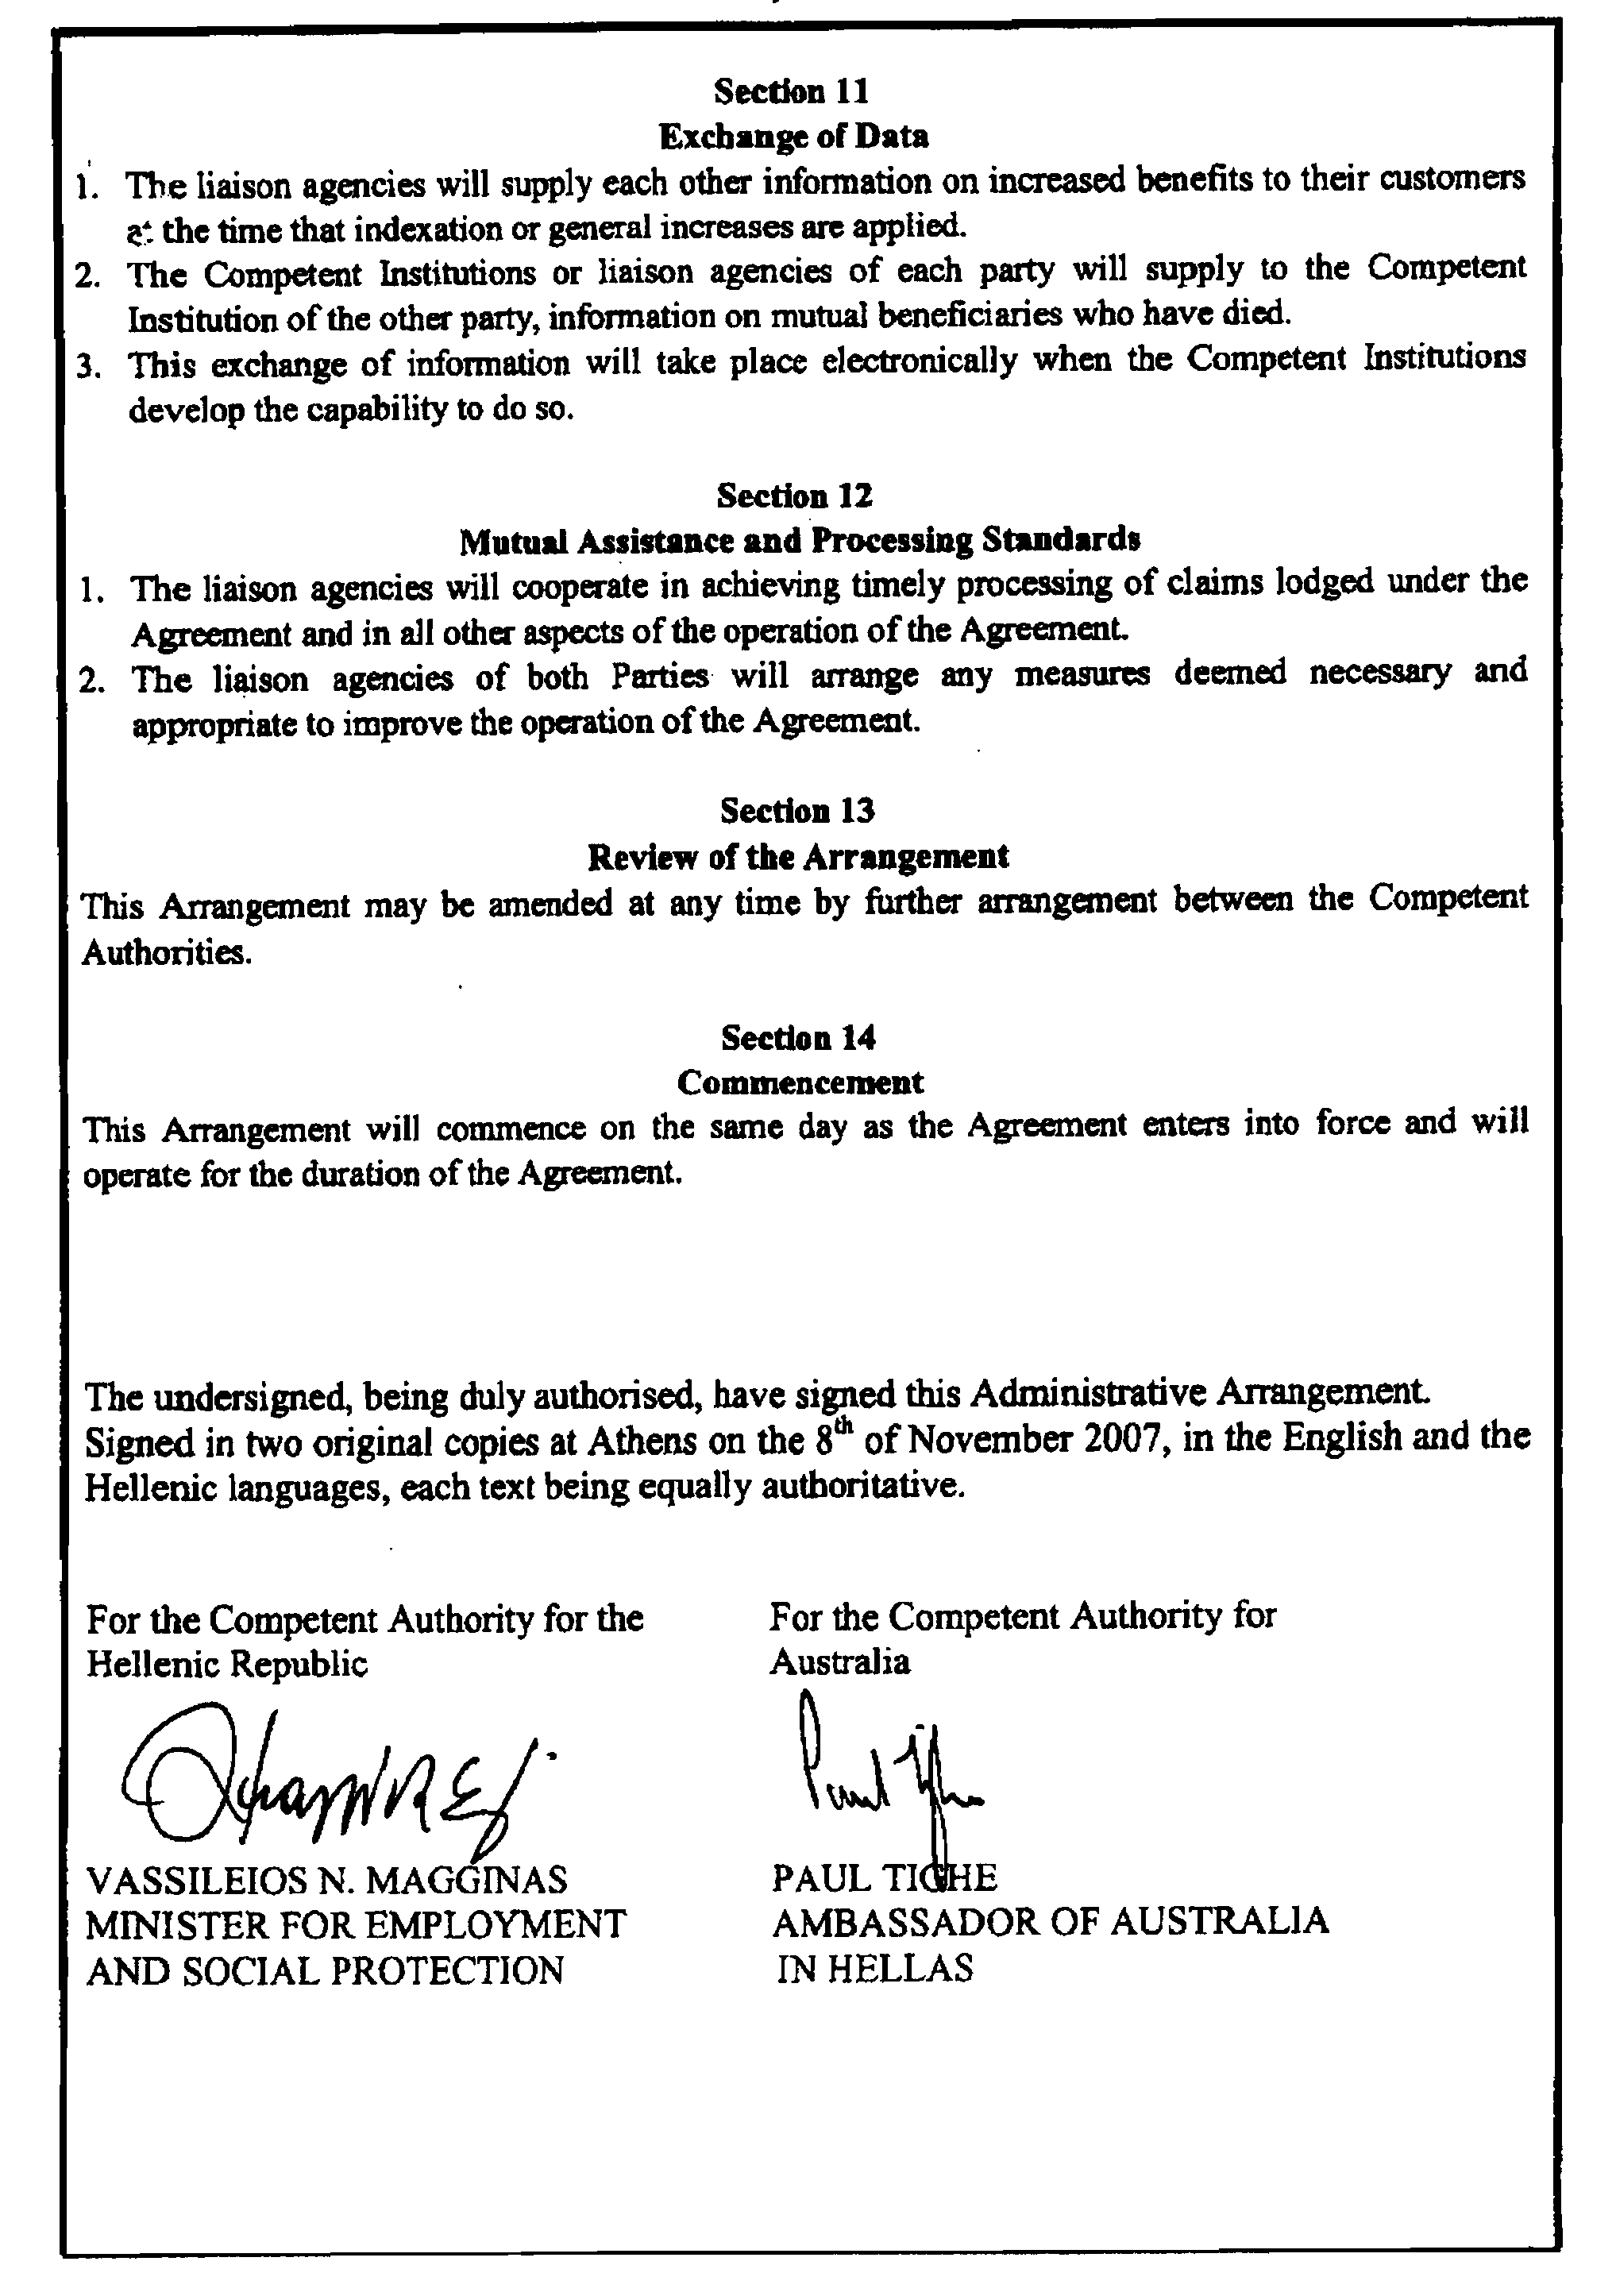 Section 11
Exchange of Data
1. The liaison agencies will supply each other information on increased benefits to their customers
at the time that indexation or general increases are applied.
2. The Competent Institutions or liaison agencies of each party will supply to the Competent
Institution of the other party, information on mutual beneficiaries who have died.
3. This exchange of information will take place electronically when the Competent Institutions
develop the capability to do so.
Section 12
Mutual Assistance and Processing Standards
1. The liaison agencies will cooperate in achieving timely processing of claims lodged under the
Agreement and in all other aspects of the operation of the Agreement.
2. The liaison agencies of both Parties will arrange any measures deemed necessary and
appropriate to improve the operation of the Agreement.
Section 13
Review of the Arrangement
This Arrangement may be amended at any time by further arrangement between the Competent
Authorities.
Section 14
Commencement
This Arrangement will commence on the same day as the Agreement enters into force and will
operate for the duration of the Agreement.
The undersigned, being duly authorised, have signed this Administrative Arrangement.
Signed in two original copies at Athens on the 8th of November 2007, in the English and the
Hellenic languages, each text being equally authoritative.
For the Competent Authority for the
Hellenic Republic
VASSILEIOS N. MAGGINAS
MINISTER FOR EMPLOYMENT
AND SOCIAL PROTECTION
For the Competent Authority for
Australia
Paul Tighe
PAUL TIGHE
AMBASSADOR OF AUSTRALIA
IN HELLAS